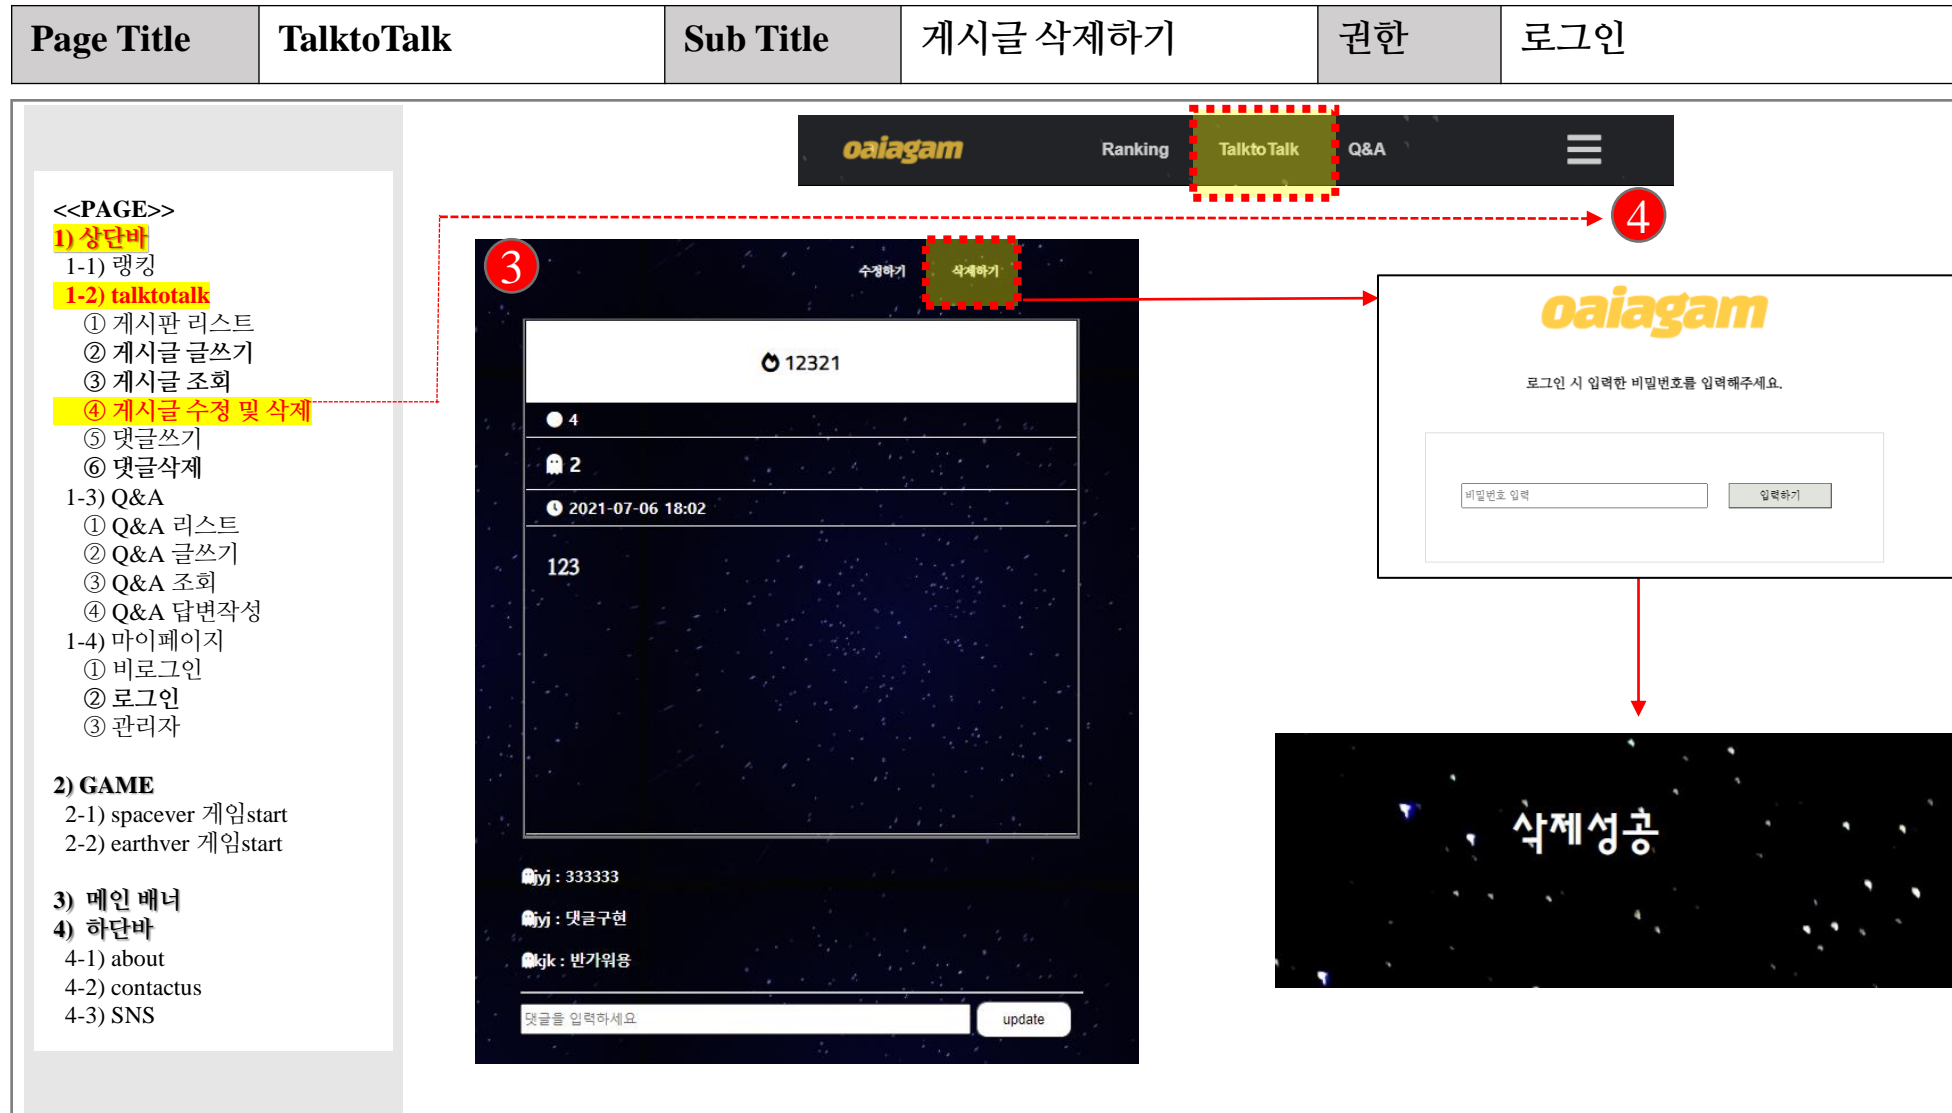 Page Title TalktoTalk Sub Title 게시글 삭제하기 권한 로그인
<<PAGE>>
1) 상단바
1-1) 랭킹
1-2) talktotalk
① 게시판 리스트
② 게시글 글쓰기
③ 게시글 조회
④ 게시글 수정 및 삭제
⑤ 댓글쓰기
⑥ 댓글삭제
1-3) Q&A
① Q&A 리스트
② Q&A 글쓰기
③ Q&A 조회
④ Q&A 답변작성
1-4) 마이페이지
① 비로그인
② 로그인
③ 관리자
2) GAME
2-1) spacever 게임start
2-2) earthver 게임start
3) 메인 배너
4) 하단바
4-1) about
4-2) contactus
4-3) SNS
oaiagam Ranking TalktoTalk Q&A
3
수정하기 삭제하기
12321
4
2
2021-07-06 18:02
123
jyj : 333333
jyj : 댓글구현
kjk : 반가워용
댓글을 입력하세요 update
4
oaiagam
로그인 시 입력한 비밀번호를 입력해주세요.
비밀번호 입력 입력하기
삭제성공